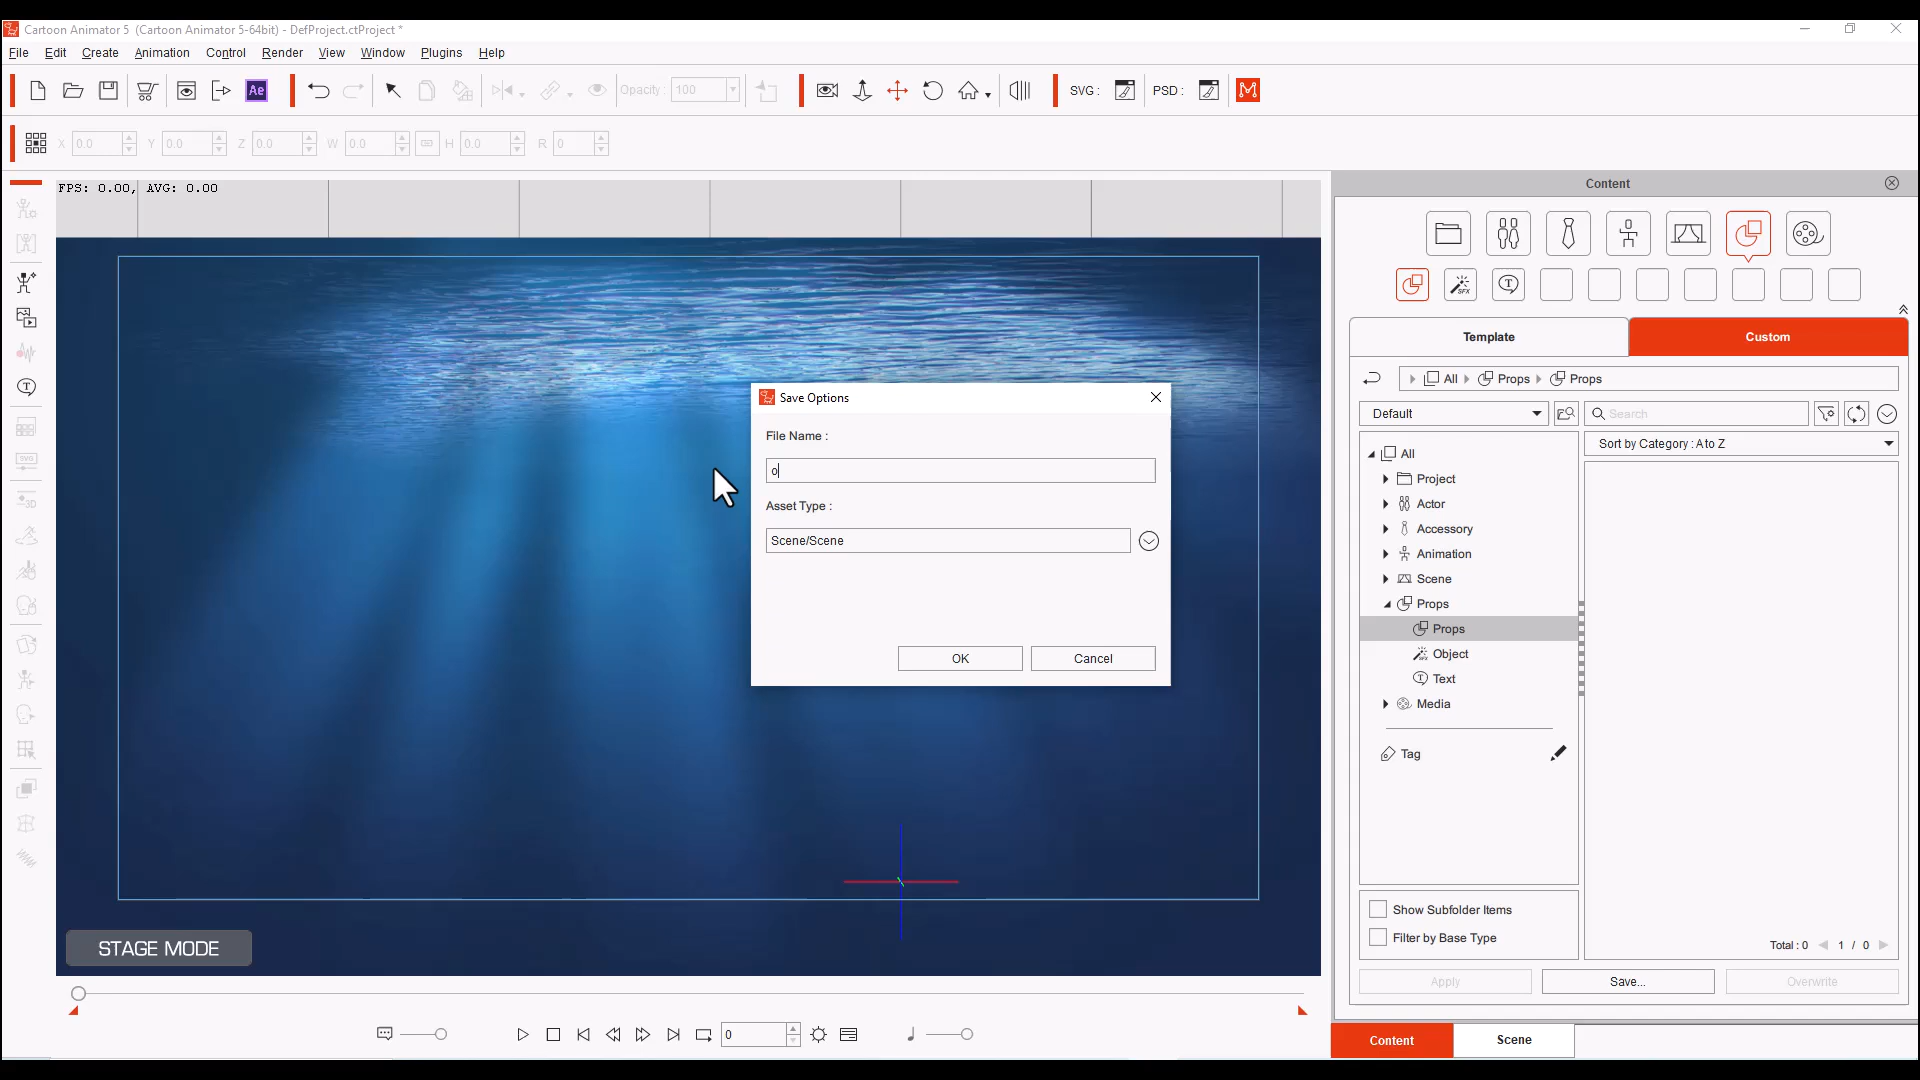 Cartoon Animator 5 (Cartoon Animator 5-64bit) - DefProject.ctProject *
File Edit Create Animation Control Render View Window Plugins Help
Ae
Opacity : 100
SVG :
PSD :
X 0.0 Y 0.0 Z 0.0 W 0.0 H 0.0 R 0
FPS: 0.00, AVG: 0.00
Content
SFX
T
Template Custom
All Props Props
Default
Search
Sort by Category : A to Z
All
Project
Actor
Accessory
Animation
Scene
Props
Props
Object
Text
Media
Tag
Show Subfolder Items
Filter by Base Type
Total : 0 1 / 0
Apply Save... Overwrite
Content Scene
Save Options
File Name :
o
Asset Type :
Scene/Scene
OK Cancel
SVG
3D
STAGE MODE
0